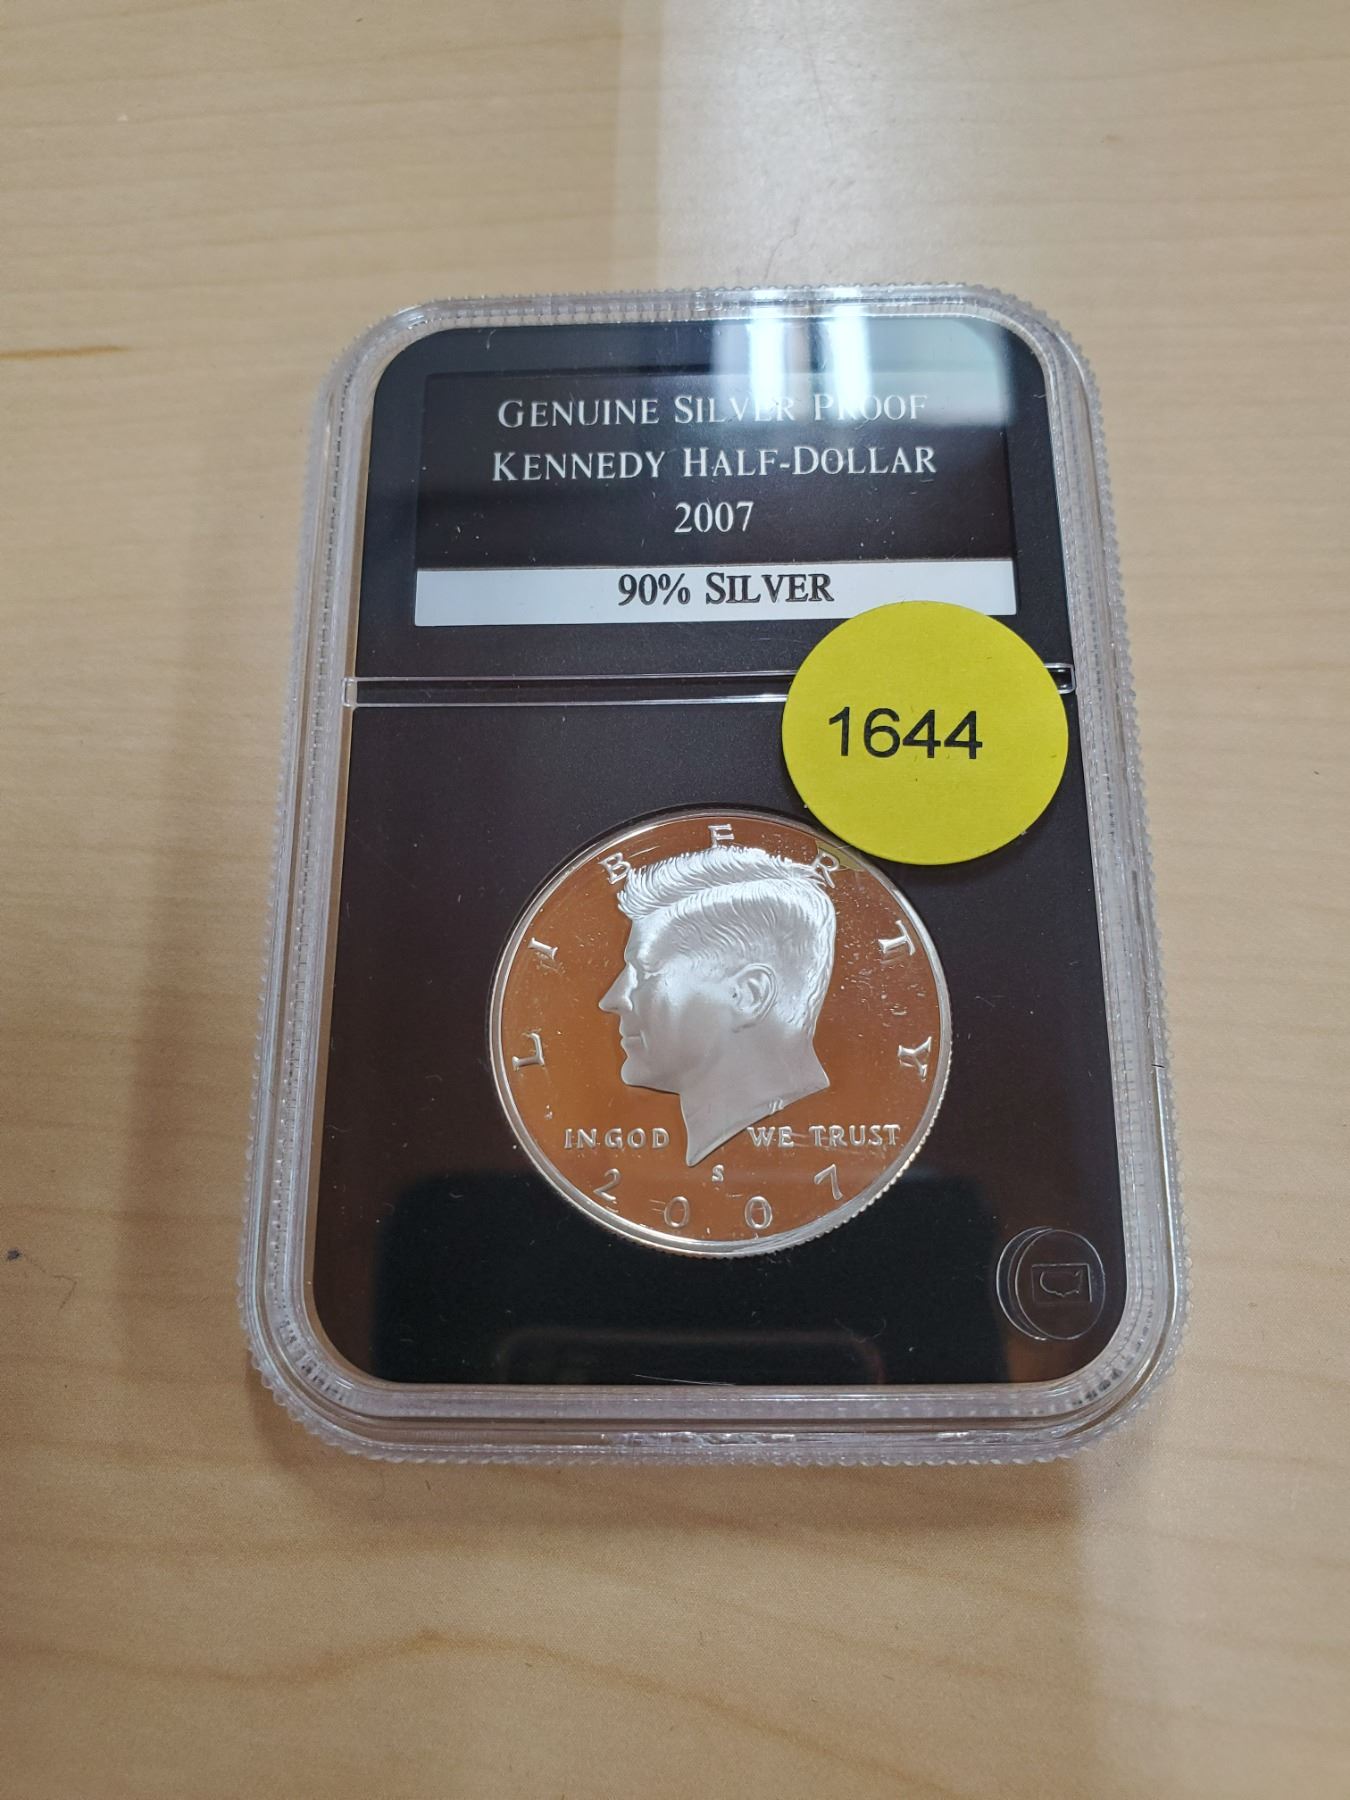 GENUINE SILVER PROOF
KENNEDY HALF-DOLLAR
2007
90% SILVER
1644
LIBERTY
IN GOD WE TRUST
S
2007